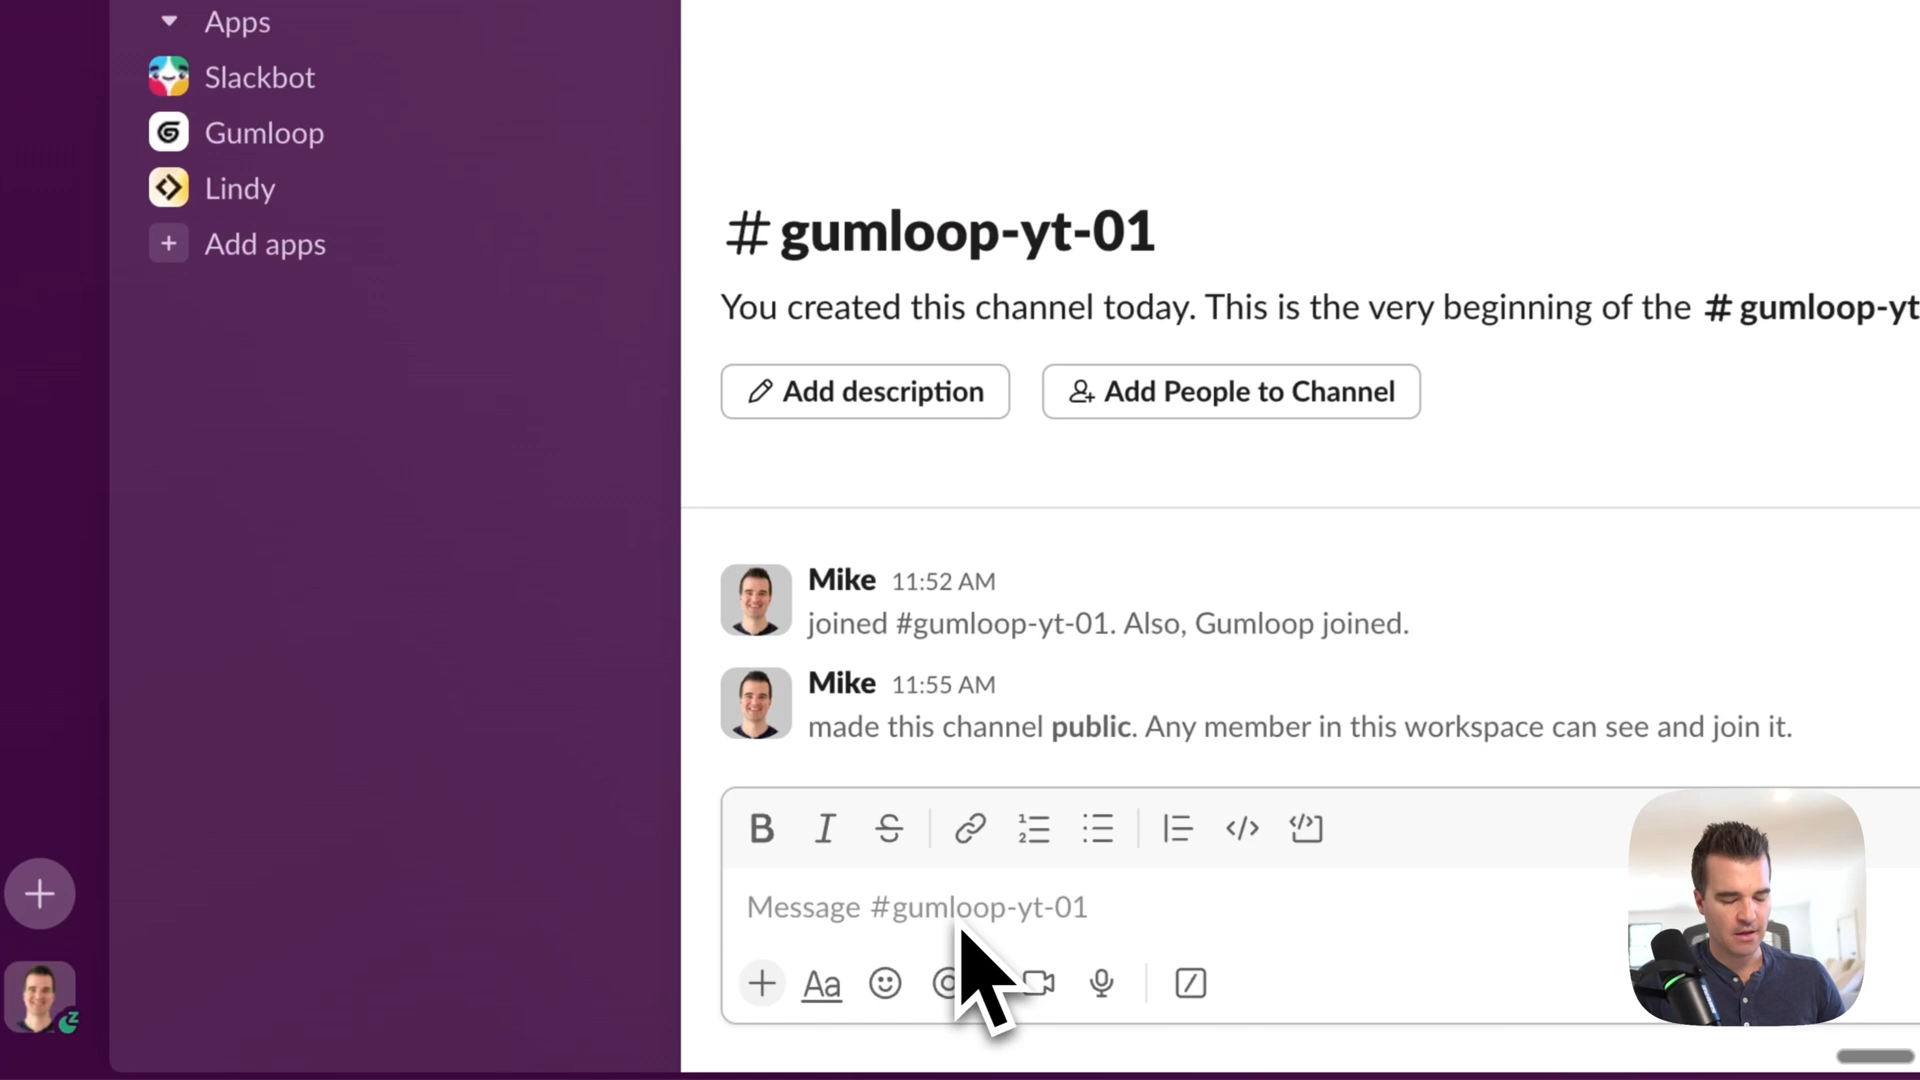 Apps
Slackbot
Gumloop
Lindy
Add apps
# gumloop-yt-01
You created this channel today. This is the very beginning of the # gumloop-yt
Add description
Add People to Channel
Mike 11:52 AM
joined #gumloop-yt-01. Also, Gumloop joined.
Mike 11:55 AM
made this channel public. Any member in this workspace can see and join it.
Message #gumloop-yt-01
Aa